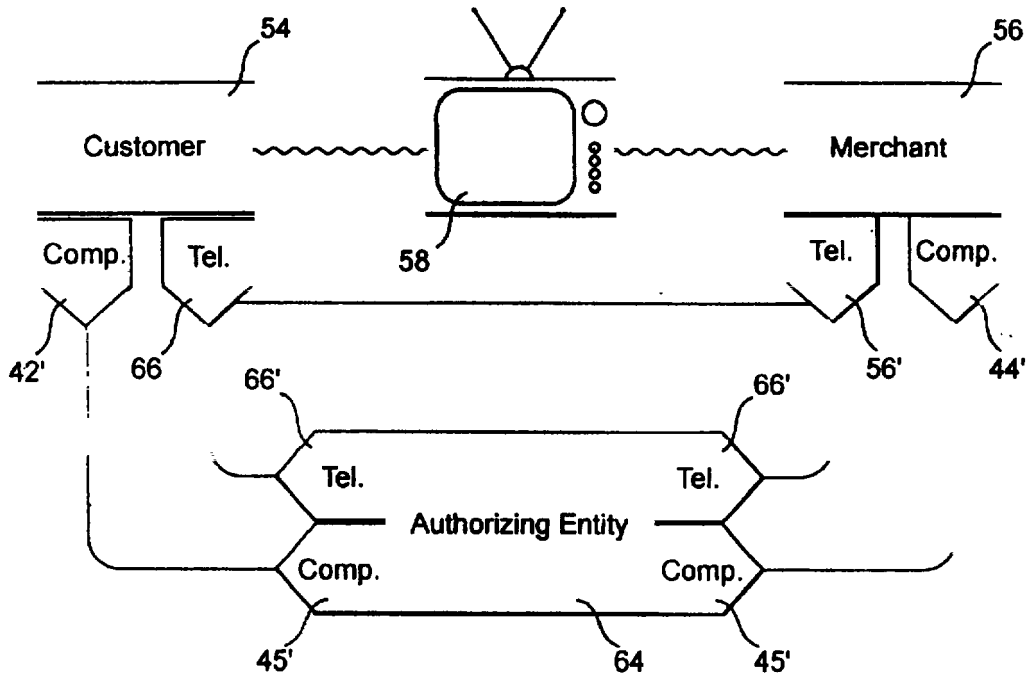 54
56
Customer
Merchant
58
Comp.
Tel.
Tel.
Comp.
42'
66
56'
44'
66'
66'
Tel.
Tel.
Authorizing Entity
Comp.
Comp.
45'
64
45'